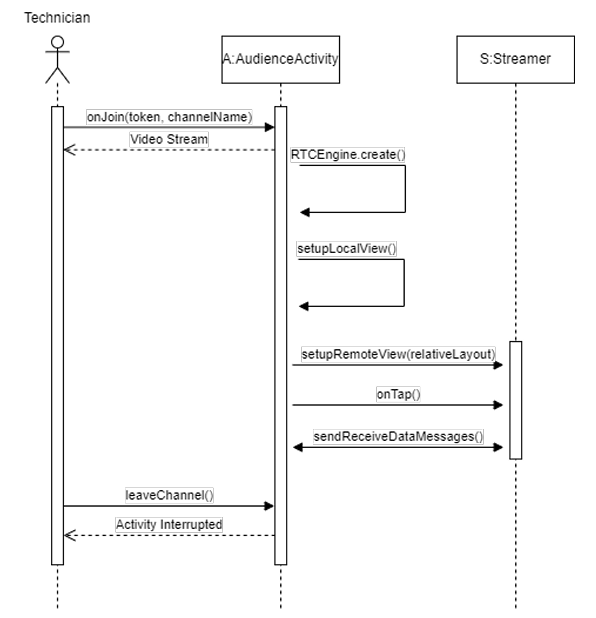 Technician
A:AudienceActivity
S:Streamer
onJoin(token, channelName)
Video Stream
RTCEngine.create()
setupLocalView()
setupRemoteView(relativeLayout)
onTap()
sendReceiveDataMessages()
leaveChannel()
Activity Interrupted